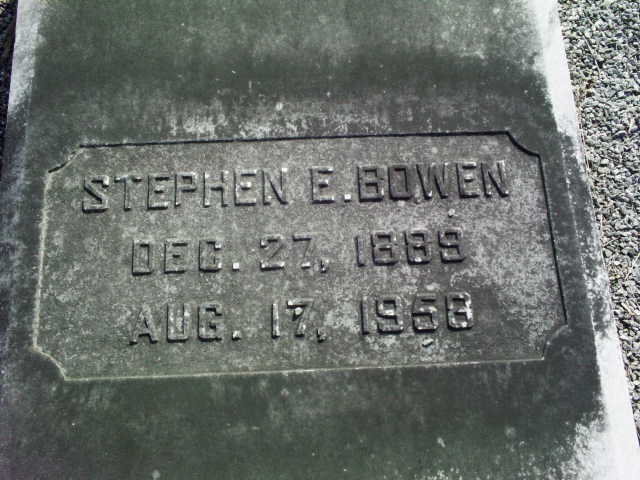 STEPHEN E. BOWEN
DEC. 27, 1889
AUG. 17, 1958